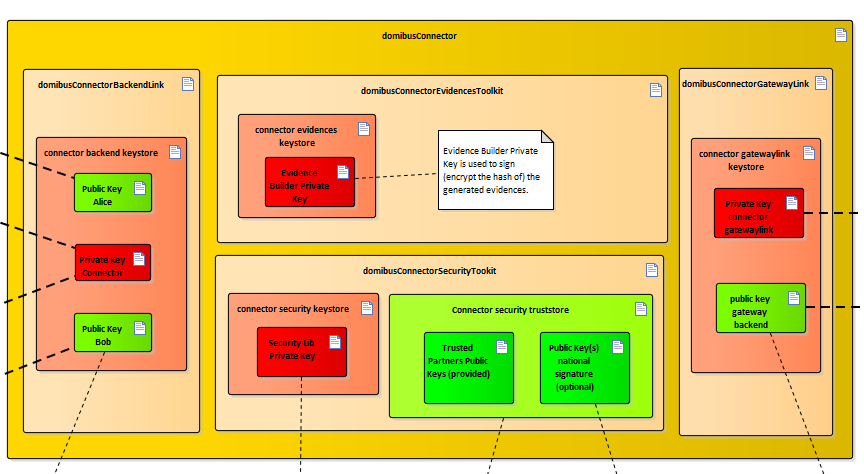 domibusConnector
domibusConnectorBackendLink
connector backend keystore
Public Key
Alice
Private Key
Connector
Public Key
Bob
domibusConnectorEvidencesToolkit
connector evidences
keystore
Evidence
Builder Private
Key
Evidence Builder Private
Key is used to sign
(encrypt the hash of) the
generated evidences.
domibusConnectorSecurityTookit
connector security keystore
Security Lib
Private Key
Connector security truststore
Trusted
Partners Public
Keys (provided)
Public Key(s)
national
signature
(optional)
domibusConnectorGatewayLink
connector gatewaylink
keystore
Private Key
connector
gatewaylink
public key
gateway
backend